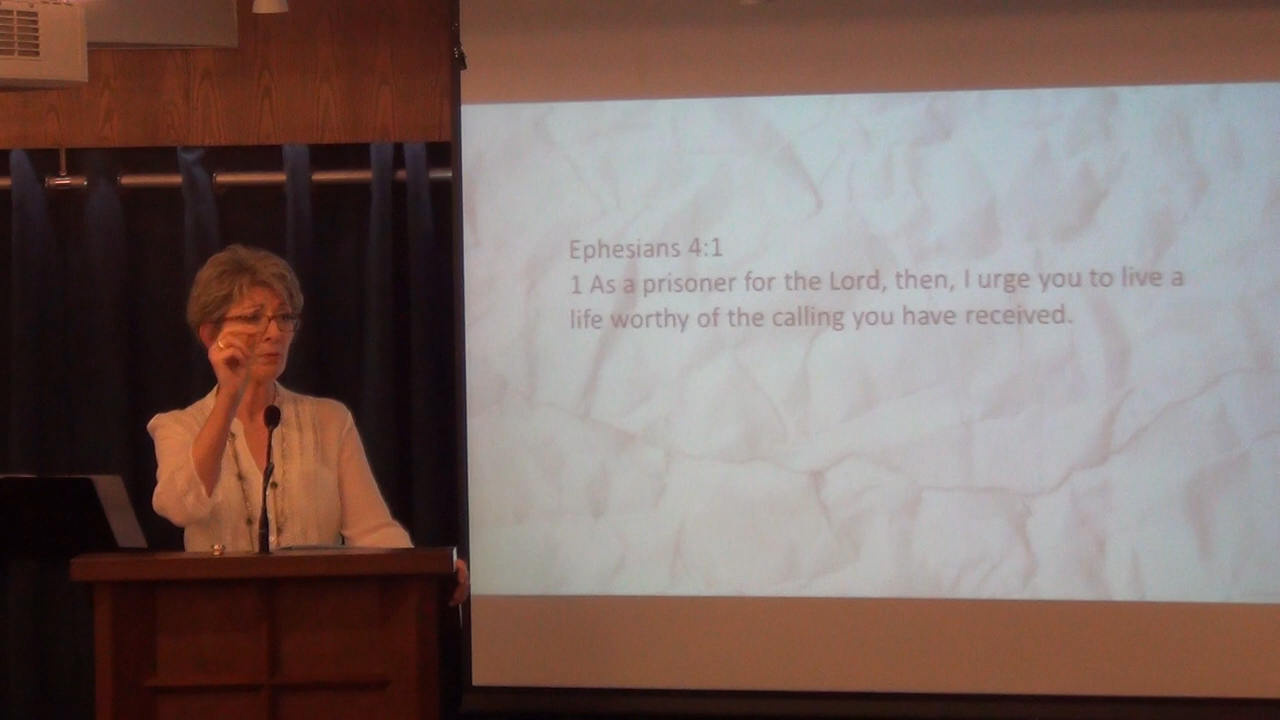 Ephesians 4:1
1 As a prisoner for the Lord, then, I urge you to live a
life worthy of the calling you have received.